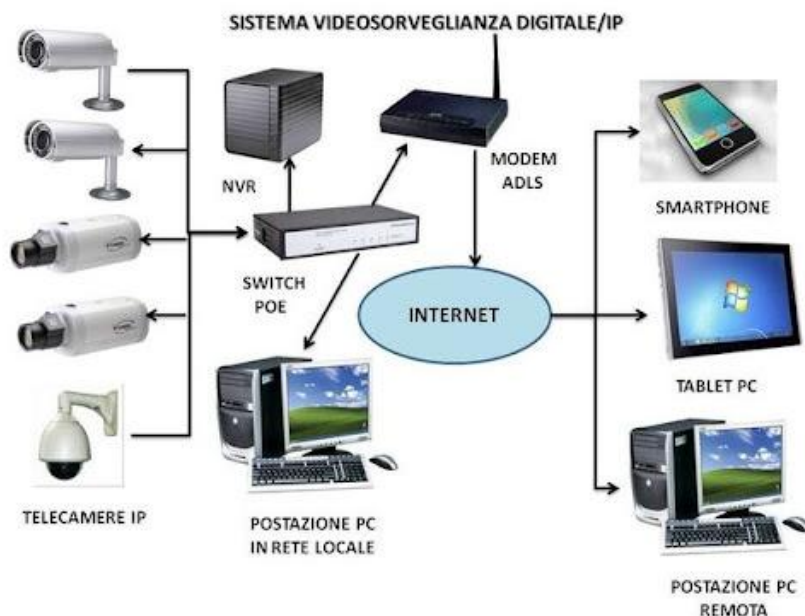 SISTEMA VIDEOSORVEGLIANZA DIGITALE/IP
NVR
MODEM
ADLS
SMARTPHONE
SWITCH
POE
INTERNET
TABLET PC
TELECAMERE IP
POSTAZIONE PC
IN RETE LOCALE
POSTAZIONE PC
REMOTA